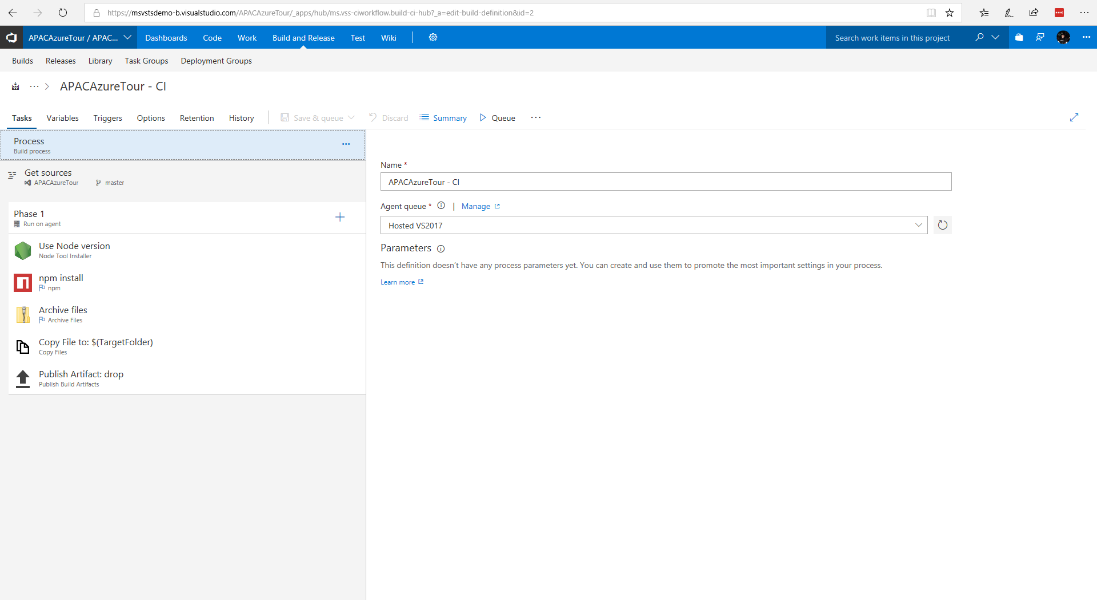 https://msvstsdemo-b.visualstudio.com/APACAzureTour/_apps/hub/ms.vss-ciworkflow.build-ci-hub?_a=edit-build-definition&id=2
APACAzureTour / APAC... Dashboards Code Work Build and Release Test Wiki Search work items in this project
Builds Releases Library Task Groups Deployment Groups
... > APACAzureTour - CI
Tasks Variables Triggers Options Retention History Save & queue Discard Summary Queue ...
Process
Build process
Get sources
APACAzureTour master
Phase 1
Run on agent
Use Node version
Node Tool Installer
npm install
npm
Archive files
Archive Files
Copy File to: $(TargetFolder)
Copy Files
Publish Artifact: drop
Publish Build Artifacts
Name *
APACAzureTour - CI
Agent queue * | Manage
Hosted VS2017
Parameters
This definition doesn't have any process parameters yet. You can create and use them to promote the most important settings in your process.
Learn more